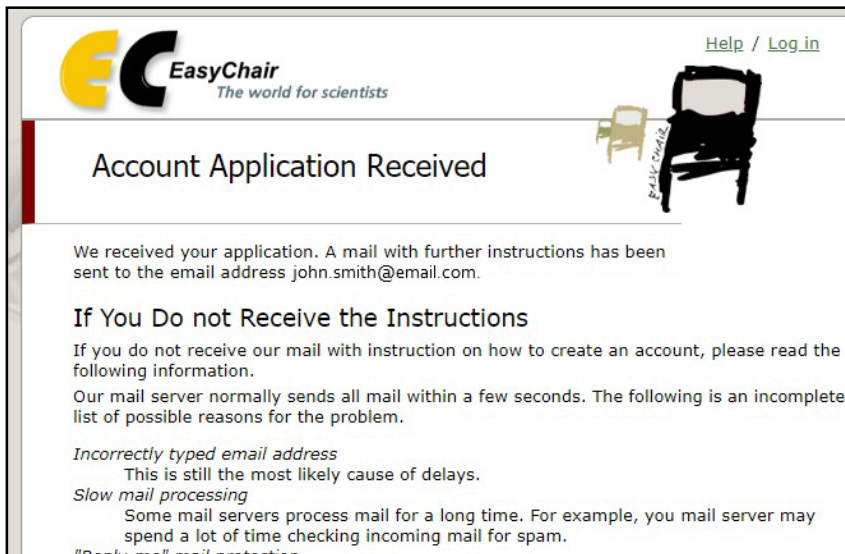 Help / Log in
EC EasyChair
The world for scientists
EASY CHAIR
Account Application Received
We received your application. A mail with further instructions has been
sent to the email address john.smith@email.com.
If You Do not Receive the Instructions
If you do not receive our mail with instruction on how to create an account, please read the
following information.
Our mail server normally sends all mail within a few seconds. The following is an incomplete
list of possible reasons for the problem.
Incorrectly typed email address
This is still the most likely cause of delays.
Slow mail processing
Some mail servers process mail for a long time. For example, you mail server may
spend a lot of time checking incoming mail for spam.
"Reply-me" mail protection